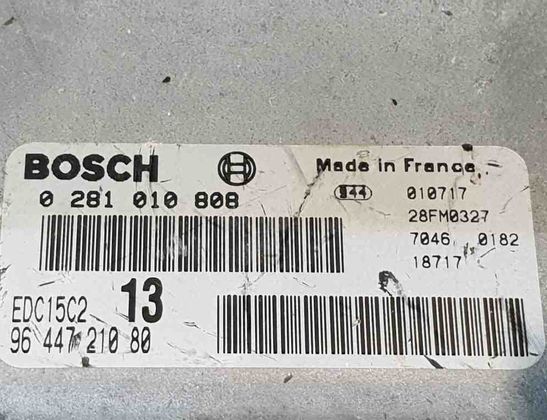 BOSCH
Made in France
0 281 010 808
944 010717
28FM0327
7046 0182
18717
EDC15C2 13
96 447 210 80